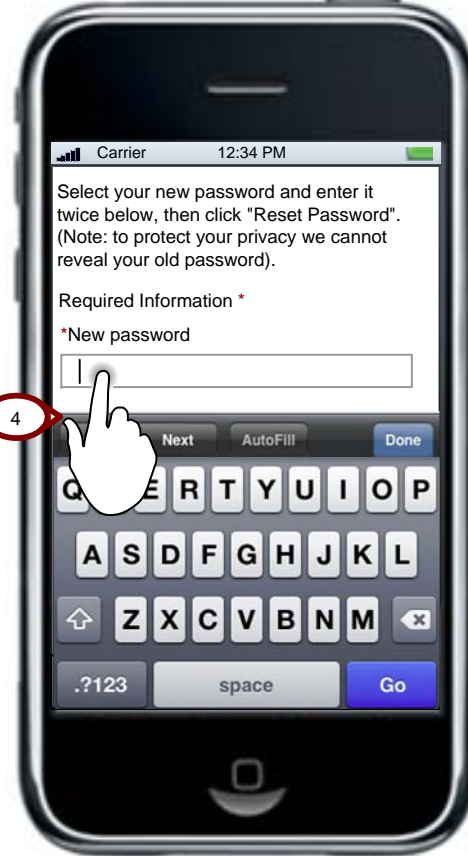 Carrier 12:34 PM
Select your new password and enter it
twice below, then click "Reset Password".
(Note: to protect your privacy we cannot
reveal your old password).
Required Information *
*New password
4
Next AutoFill Done
Q E R T Y U I O P
A S D F G H J K L
Z X C V B N M
.?123 space Go